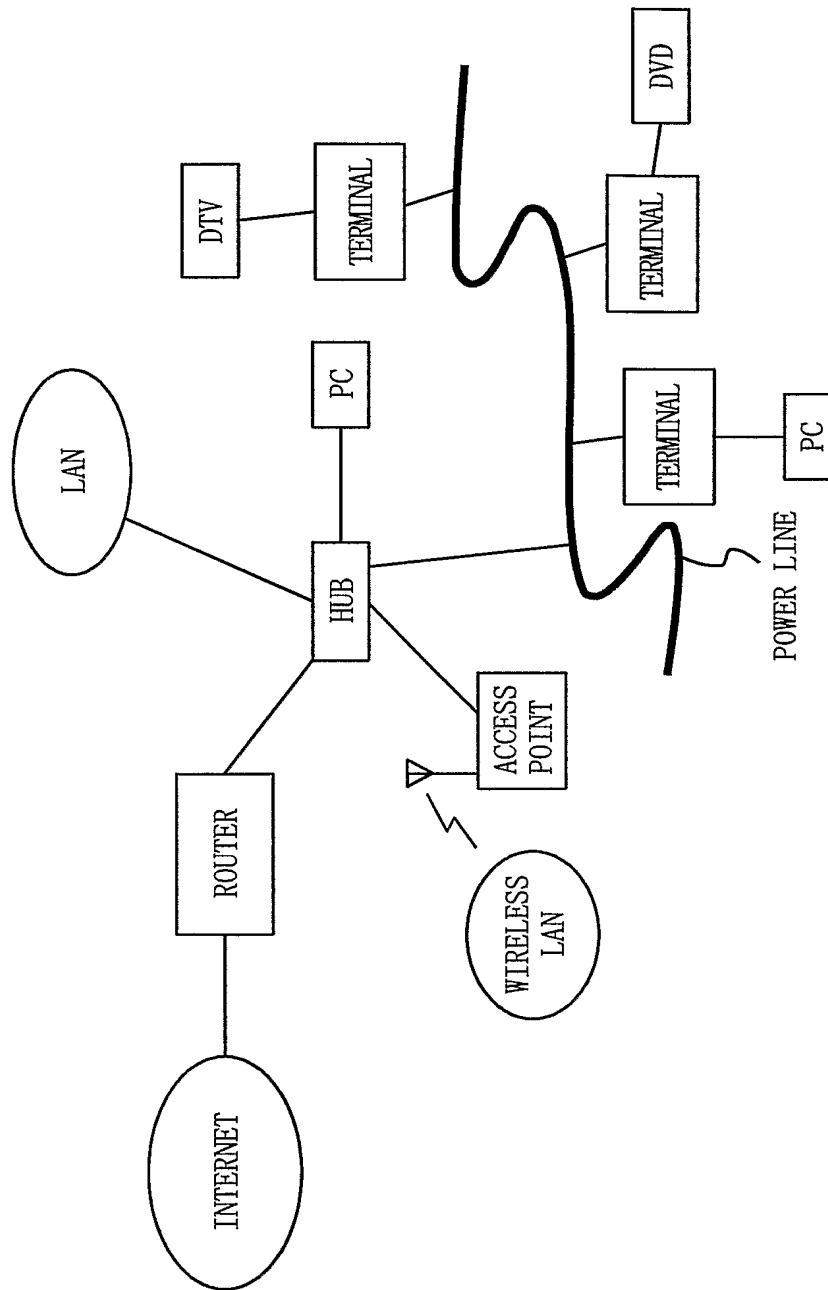 LAN
DTV
PC
TERMINAL
DVD
TERMINAL
HUB
TERMINAL
PC
ROUTER
ACCESS
POINT
POWER LINE
INTERNET
WIRELESS
LAN